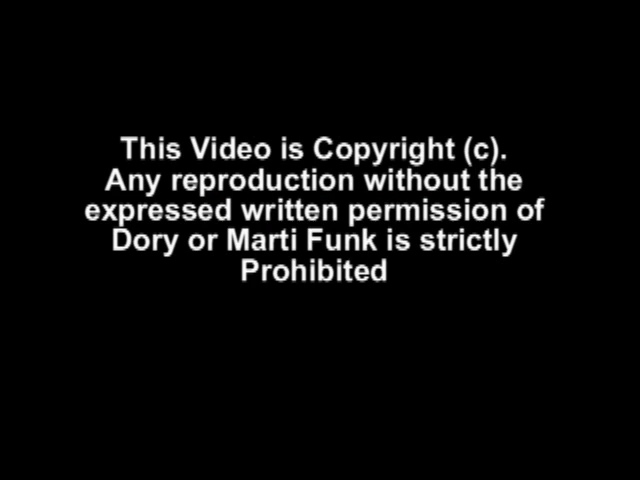 This Video is Copyright (c).
Any reproduction without the
expressed written permission of
Dory or Marti Funk is strictly
Prohibited